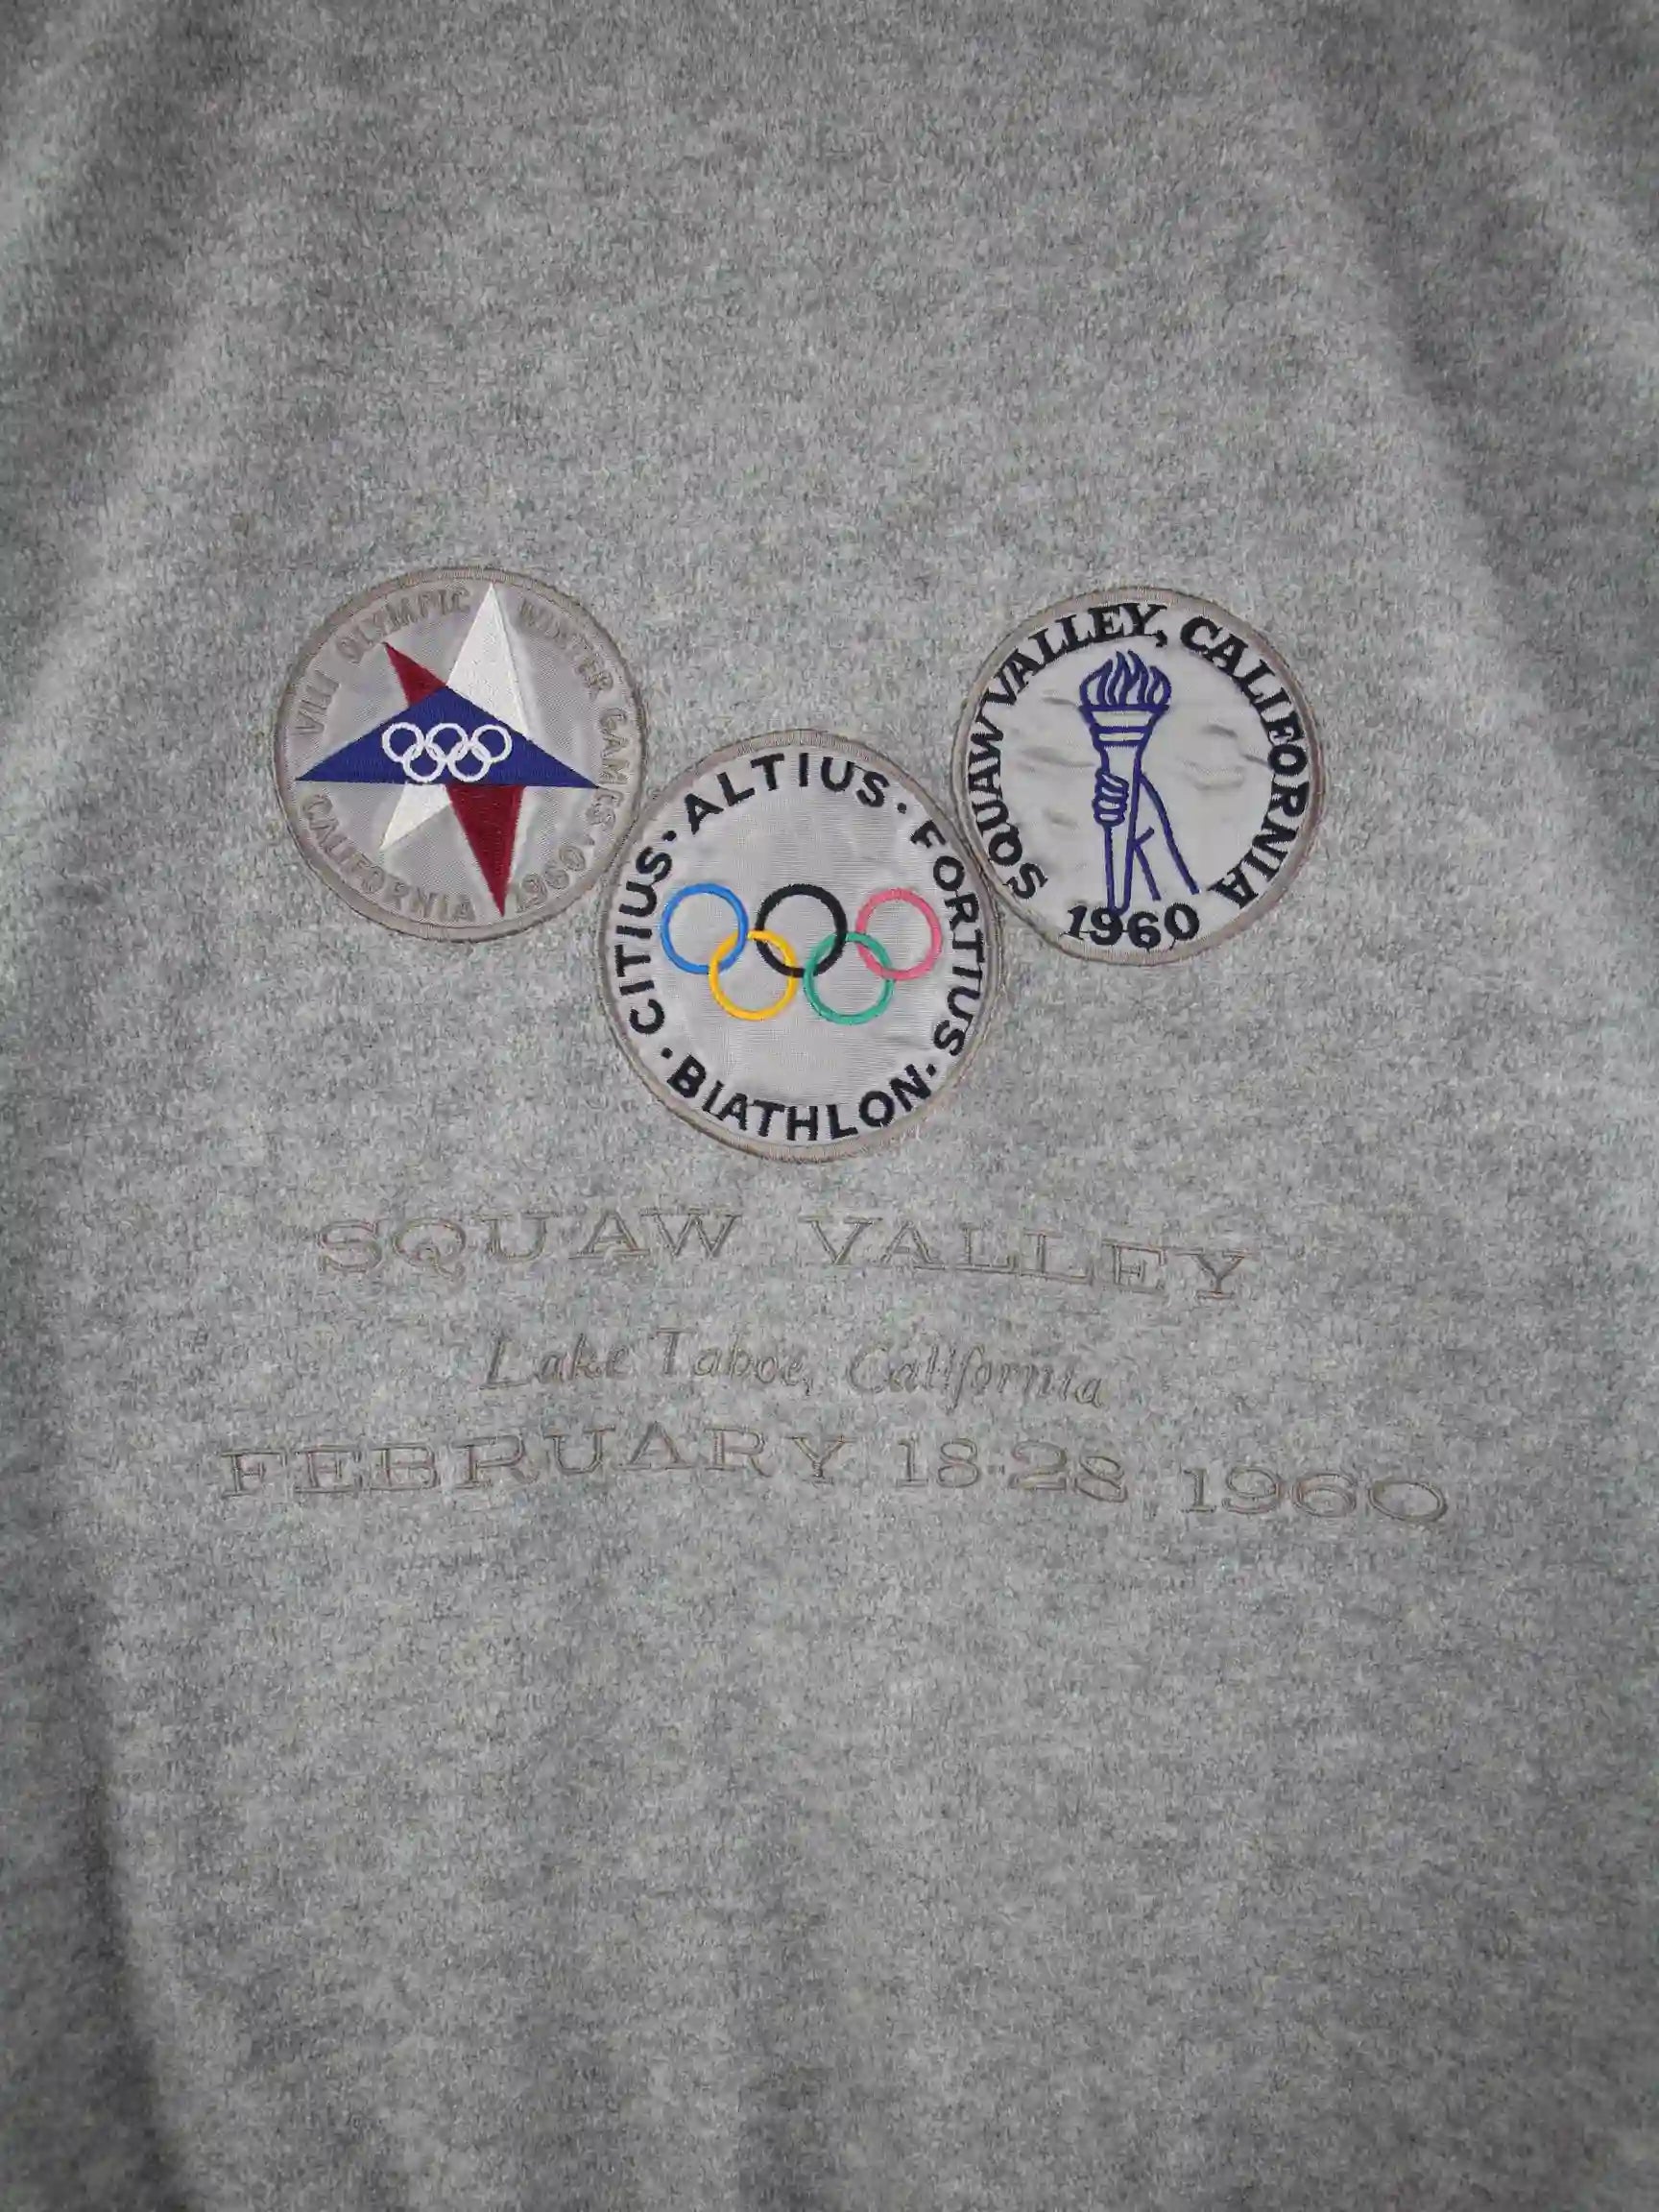 VIII OLYMPIC WINTER GAMES
CALIFORNIA 1960
SQUAW VALLEY, CALIFORNIA
1960
CITIUS · ALTIUS · FORTIUS · BIATHLON ·
SQUAW VALLEY
Lake Tahoe, California
FEBRUARY 18-28 1960